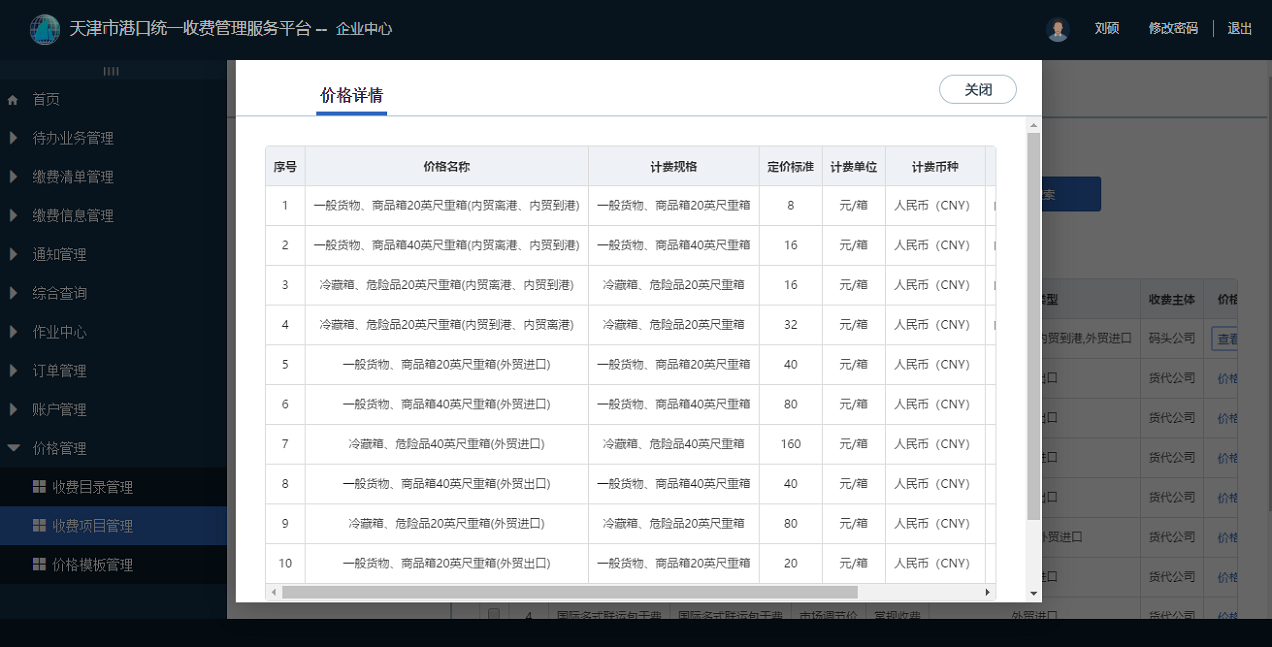 天津市港口统一收费管理服务平台 -- 企业中心
刘硕 修改密码 退出
首页
待办业务管理
缴费清单管理
缴费信息管理
通知管理
综合查询
作业中心
订单管理
账户管理
价格管理
收费目录管理
收费项目管理
价格模板管理
价格详情
关闭
序号 价格名称 计费规格 定价标准 计费单位 计费币种
1 一般货物、商品箱20英尺重箱(内贸离港、内贸到港) 一般货物、商品箱20英尺重箱 8 元/箱 人民币（CNY）
2 一般货物、商品箱40英尺重箱(内贸离港、内贸到港) 一般货物、商品箱40英尺重箱 16 元/箱 人民币（CNY）
3 冷藏箱、危险品20英尺重箱(内贸离港、内贸到港) 冷藏箱、危险品20英尺重箱 16 元/箱 人民币（CNY）
4 冷藏箱、危险品20英尺重箱(内贸到港、内贸离港) 冷藏箱、危险品20英尺重箱 32 元/箱 人民币（CNY）
5 一般货物、商品箱20英尺重箱(外贸进口) 一般货物、商品箱20英尺重箱 40 元/箱 人民币（CNY）
6 一般货物、商品箱40英尺重箱(外贸进口) 一般货物、商品箱40英尺重箱 80 元/箱 人民币（CNY）
7 冷藏箱、危险品40英尺重箱(外贸进口) 冷藏箱、危险品40英尺重箱 160 元/箱 人民币（CNY）
8 一般货物、商品箱40英尺重箱(外贸出口) 一般货物、商品箱40英尺重箱 40 元/箱 人民币（CNY）
9 冷藏箱、危险品20英尺重箱(外贸进口) 冷藏箱、危险品20英尺重箱 80 元/箱 人民币（CNY）
10 一般货物、商品箱20英尺重箱(外贸出口) 一般货物、商品箱20英尺重箱 20 元/箱 人民币（CNY）
索
型 收费主体 价格
贸到港,外贸进口 码头公司 查看
口 货代公司 价格
口 货代公司 价格
口 货代公司 价格
口 货代公司 价格
贸进口 货代公司 价格
口 货代公司 价格
4 国际多式联运包干费 国际多式联运包干费 市场调节价 常规收费 外贸进口 货代公司 价格